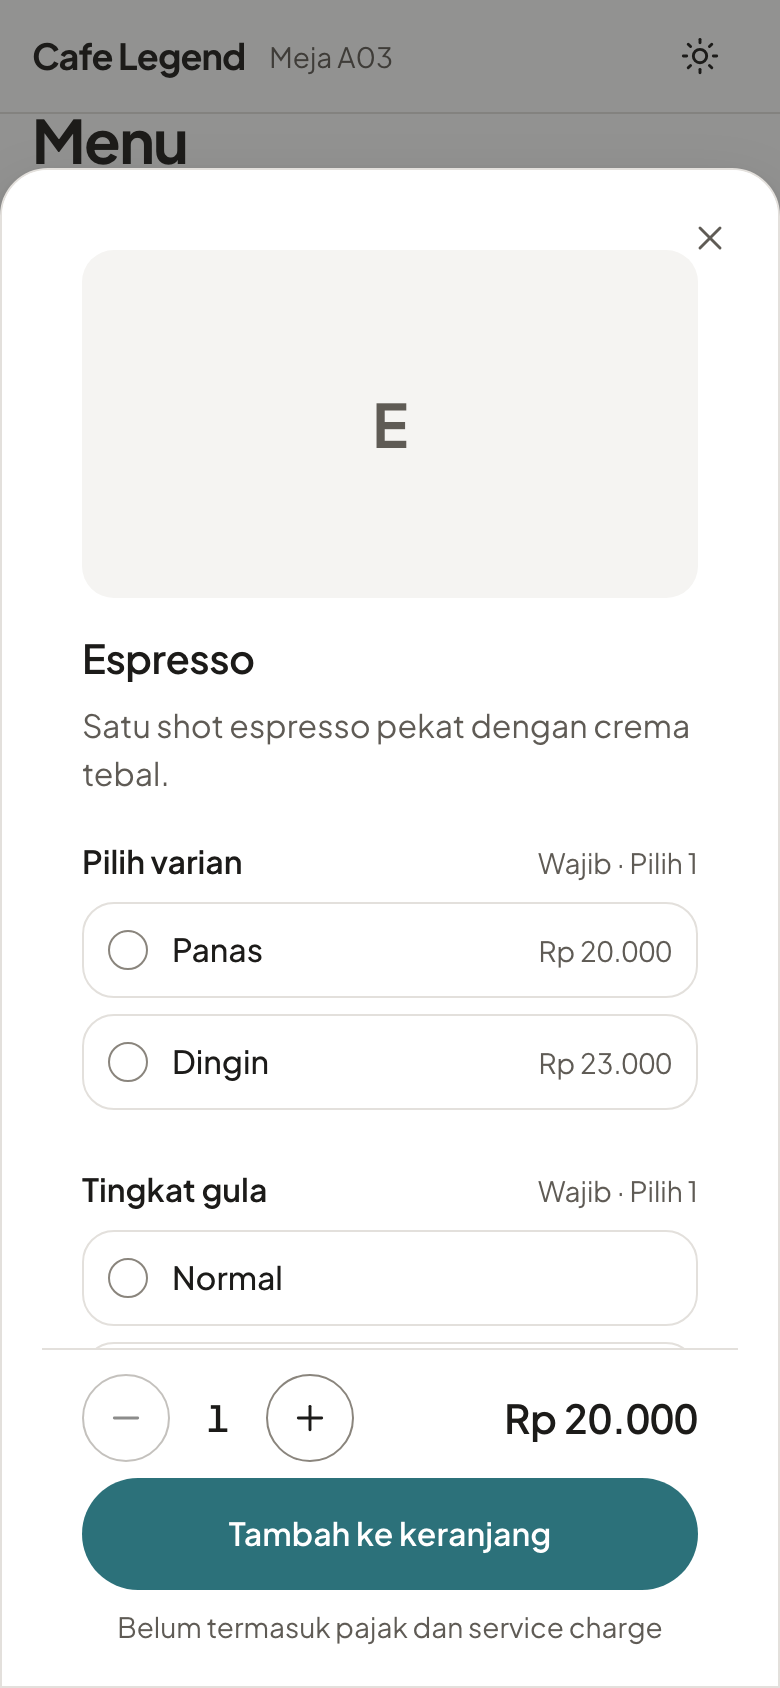 Cafe Legend Meja A03
Menu
E
Espresso
Satu shot espresso pekat dengan crema
tebal.
Pilih varian Wajib · Pilih 1
Panas Rp 20.000
Dingin Rp 23.000
Tingkat gula Wajib · Pilih 1
Normal
1 Rp 20.000
Tambah ke keranjang
Belum termasuk pajak dan service charge